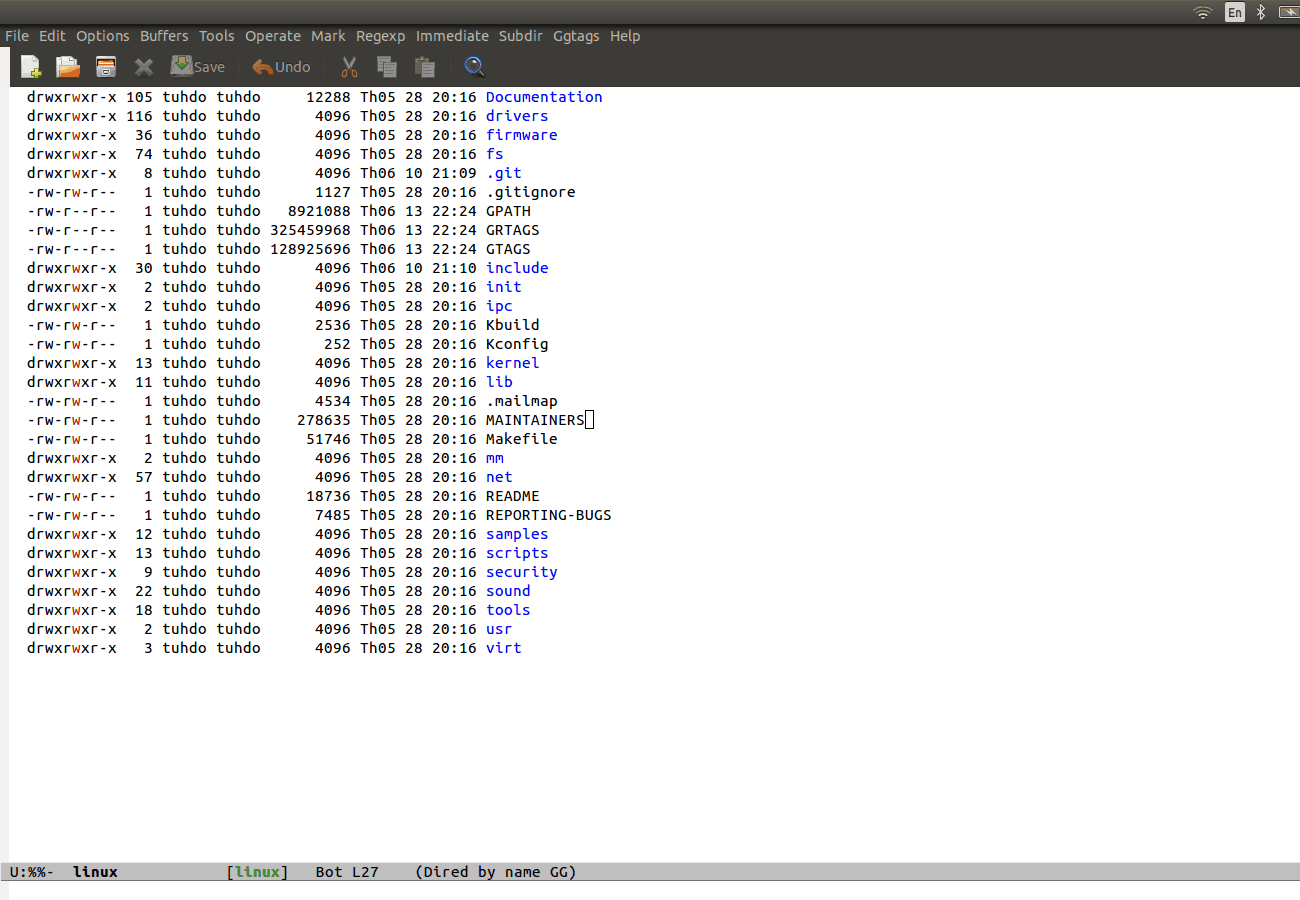 En
File Edit Options Buffers Tools Operate Mark Regexp Immediate Subdir Ggtags Help
Save Undo
drwxrwxr-x 105 tuhdo tuhdo     12288 Th05 28 20:16 Documentation
drwxrwxr-x 116 tuhdo tuhdo      4096 Th05 28 20:16 drivers
drwxrwxr-x  36 tuhdo tuhdo      4096 Th05 28 20:16 firmware
drwxrwxr-x  74 tuhdo tuhdo      4096 Th05 28 20:16 fs
drwxrwxr-x   8 tuhdo tuhdo      4096 Th06 10 21:09 .git
-rw-rw-r--   1 tuhdo tuhdo      1127 Th05 28 20:16 .gitignore
-rw-r--r--   1 tuhdo tuhdo   8921088 Th06 13 22:24 GPATH
-rw-r--r--   1 tuhdo tuhdo 325459968 Th06 13 22:24 GRTAGS
-rw-r--r--   1 tuhdo tuhdo 128925696 Th06 13 22:24 GTAGS
drwxrwxr-x  30 tuhdo tuhdo      4096 Th06 10 21:10 include
drwxrwxr-x   2 tuhdo tuhdo      4096 Th05 28 20:16 init
drwxrwxr-x   2 tuhdo tuhdo      4096 Th05 28 20:16 ipc
-rw-rw-r--   1 tuhdo tuhdo      2536 Th05 28 20:16 Kbuild
-rw-rw-r--   1 tuhdo tuhdo       252 Th05 28 20:16 Kconfig
drwxrwxr-x  13 tuhdo tuhdo      4096 Th05 28 20:16 kernel
drwxrwxr-x  11 tuhdo tuhdo      4096 Th05 28 20:16 lib
-rw-rw-r--   1 tuhdo tuhdo      4534 Th05 28 20:16 .mailmap
-rw-rw-r--   1 tuhdo tuhdo    278635 Th05 28 20:16 MAINTAINERS
-rw-rw-r--   1 tuhdo tuhdo     51746 Th05 28 20:16 Makefile
drwxrwxr-x   2 tuhdo tuhdo      4096 Th05 28 20:16 mm
drwxrwxr-x  57 tuhdo tuhdo      4096 Th05 28 20:16 net
-rw-rw-r--   1 tuhdo tuhdo     18736 Th05 28 20:16 README
-rw-rw-r--   1 tuhdo tuhdo      7485 Th05 28 20:16 REPORTING-BUGS
drwxrwxr-x  12 tuhdo tuhdo      4096 Th05 28 20:16 samples
drwxrwxr-x  13 tuhdo tuhdo      4096 Th05 28 20:16 scripts
drwxrwxr-x   9 tuhdo tuhdo      4096 Th05 28 20:16 security
drwxrwxr-x  22 tuhdo tuhdo      4096 Th05 28 20:16 sound
drwxrwxr-x  18 tuhdo tuhdo      4096 Th05 28 20:16 tools
drwxrwxr-x   2 tuhdo tuhdo      4096 Th05 28 20:16 usr
drwxrwxr-x   3 tuhdo tuhdo      4096 Th05 28 20:16 virt
U:%%-  linux            [linux]   Bot L27    (Dired by name GG)